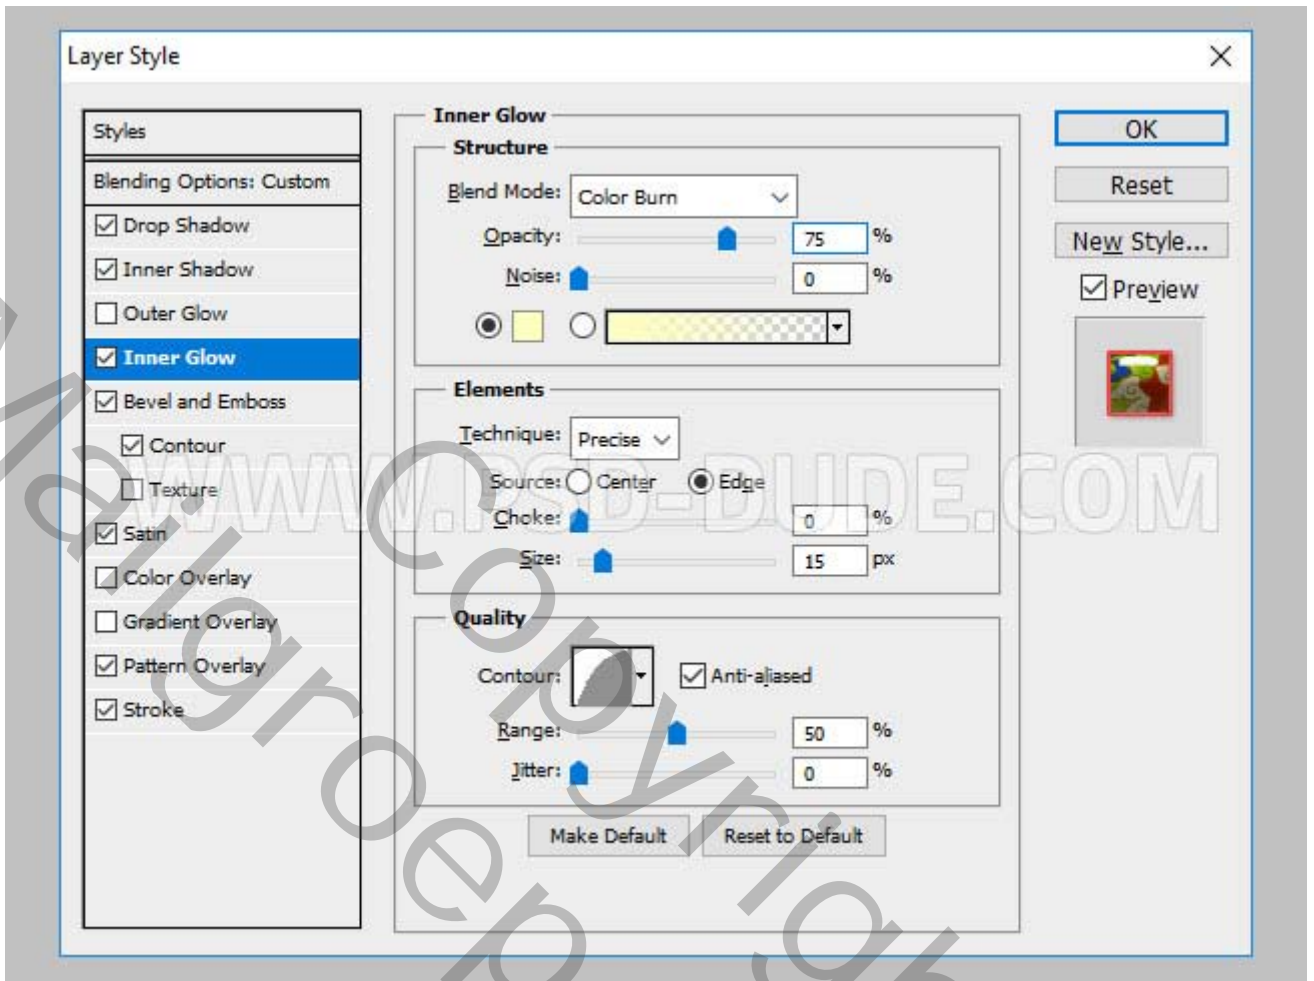 Layer Style
Styles
Blending Options: Custom
Drop Shadow
Inner Shadow
Outer Glow
Inner Glow
Bevel and Emboss
Contour
Texture
Satin
Color Overlay
Gradient Overlay
Pattern Overlay
Stroke
Inner Glow
Structure
Blend Mode: Color Burn
Opacity: 75 %
Noise: 0 %
Elements
Technique: Precise
Source: Center Edge
Choke: 0 %
Size: 15 px
Quality
Contour: Anti-aliased
Range: 50 %
Jitter: 0 %
Make Default Reset to Default
OK
Reset
New Style...
Preview
WWW.PSD-DUDE.COM
Mailgroep
Copyrigh